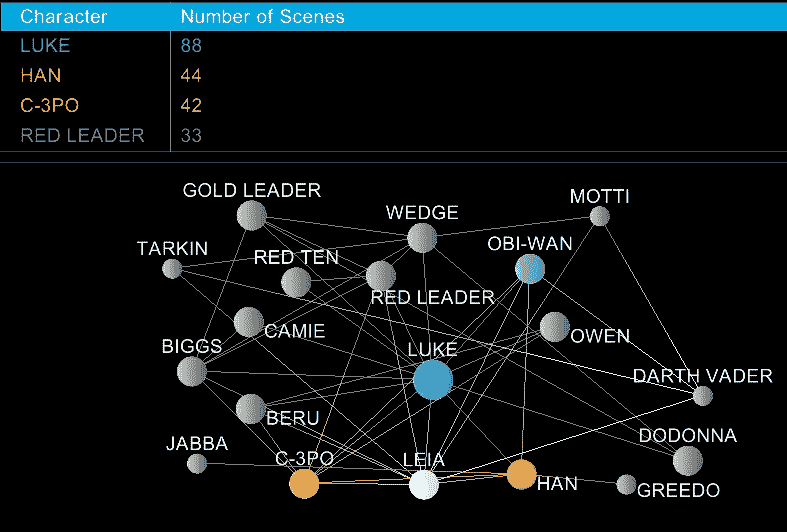 Character Number of Scenes
LUKE 88
HAN 44
C-3PO 42
RED LEADER 33
GOLD LEADER
MOTTI
WEDGE
TARKIN
OBI-WAN
RED TEN
RED LEADER
CAMIE
OWEN
BIGGS
LUKE
DARTH VADER
BERU
DODONNA
JABBA
C-3PO
LEIA
HAN
GREEDO